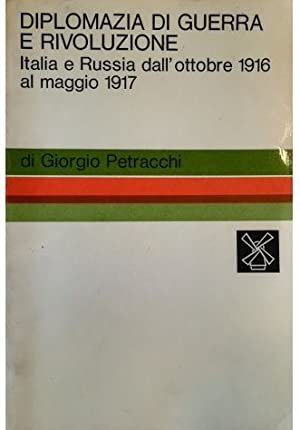 DIPLOMAZIA DI GUERRA
E RIVOLUZIONE
Italia e Russia dall'ottobre 1916
al maggio 1917
di Giorgio Petracchi